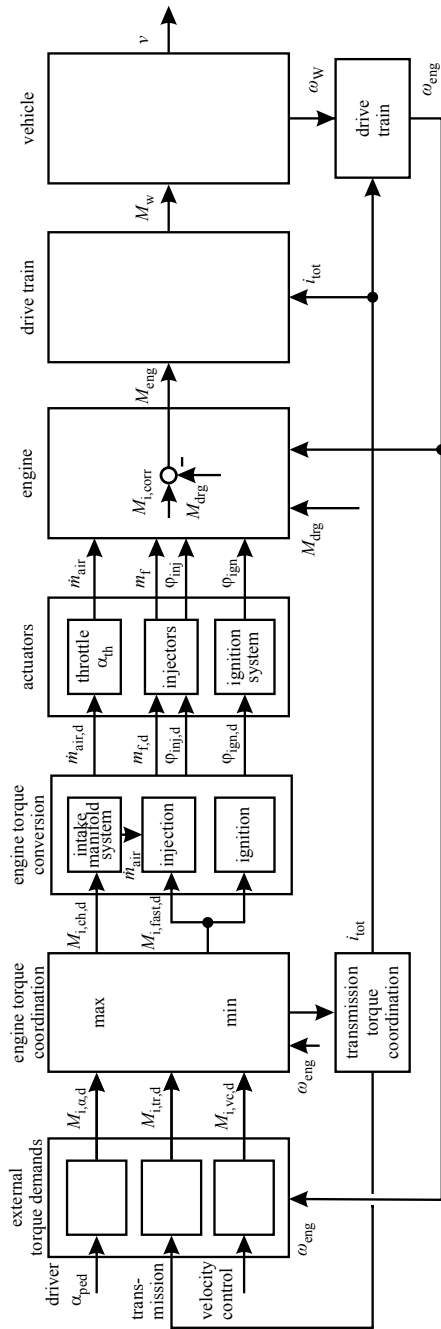 driver
α_ped
trans-
mission
velocity
control
external
torque demands
ω_eng
M_i,α,d
M_i,tr,d
M_i,vc,d
engine torque
coordination
max
min
ω_eng
transmission
torque
coordination
i_tot
M_i,ch,d
M_i,fast,d
engine torque
conversion
intake
manifold
system
ṁ_air
injection
ignition
ṁ_air,d
m_f,d
φ_inj,d
φ_ign,d
actuators
throttle
α_th
injectors
ignition
system
ṁ_air
m_f
φ_inj
φ_ign
engine
M_i,corr
–
M_drg
M_drg
M_eng
drive train
i_tot
M_w
vehicle
v
ω_W
drive
train
ω_eng